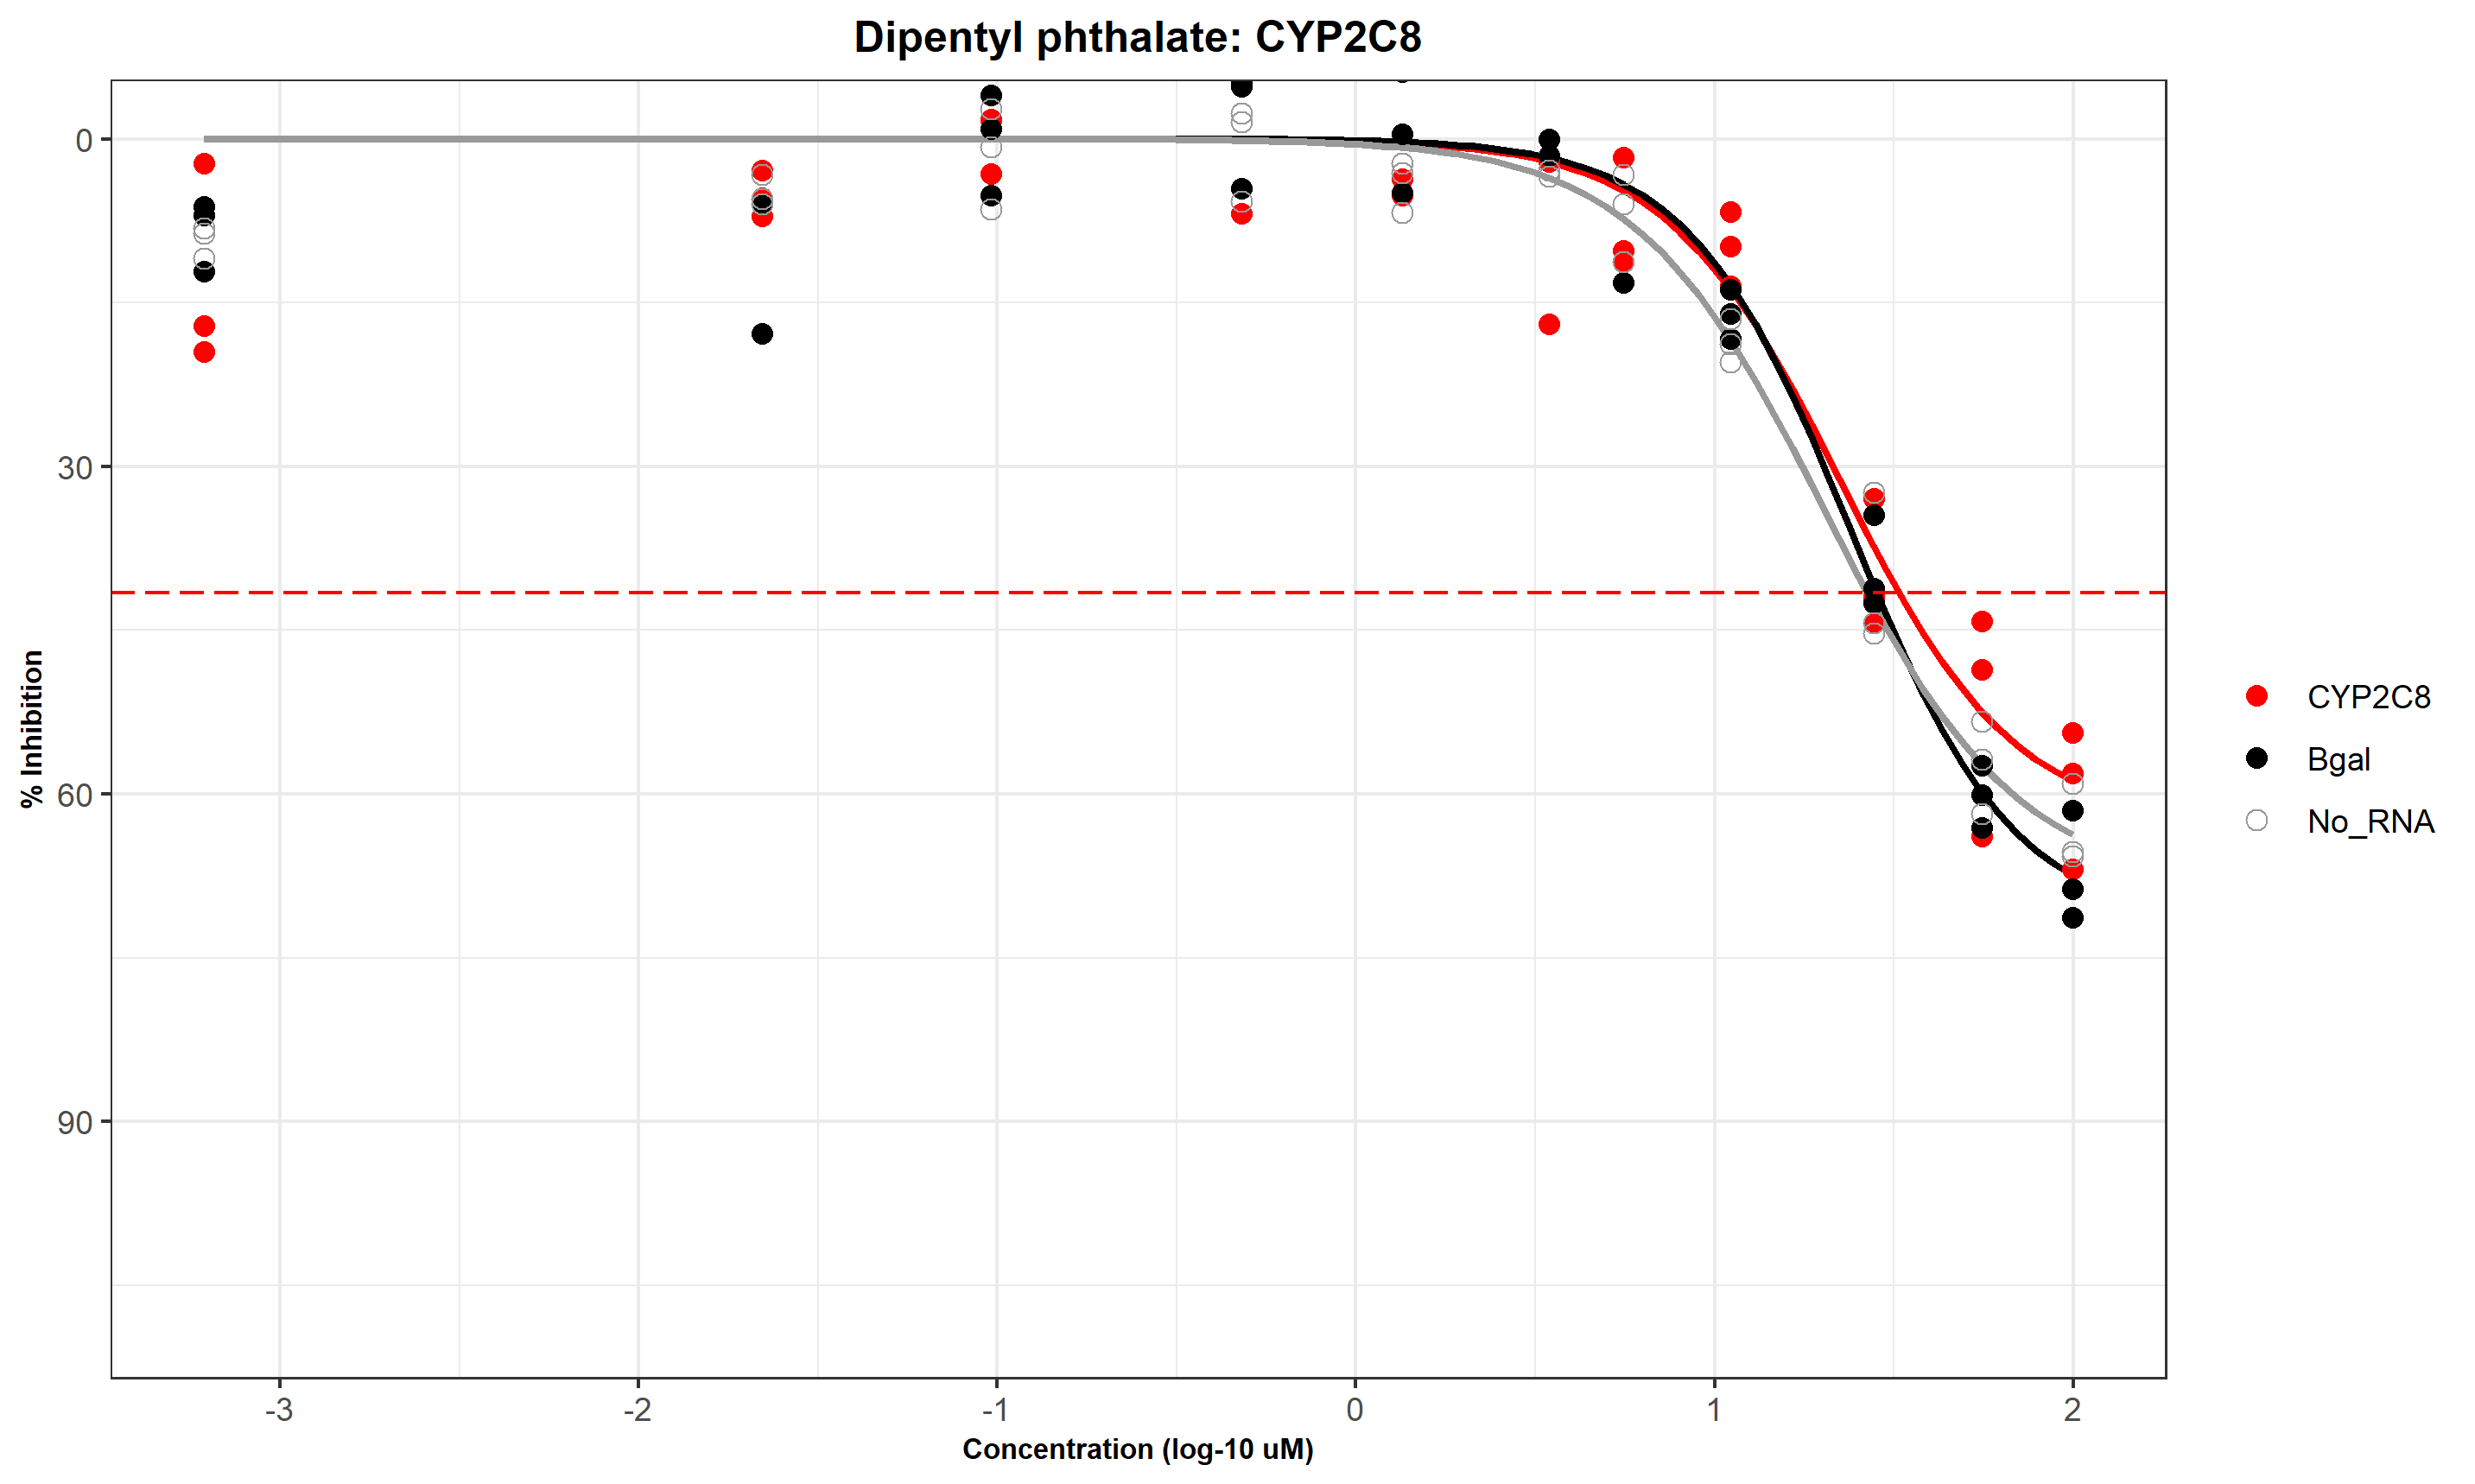 Dipentyl phthalate: CYP2C8
0
30
60
90
% Inhibition
-3
-2
-1
0
1
2
Concentration (log-10 uM)
CYP2C8
Bgal
No_RNA